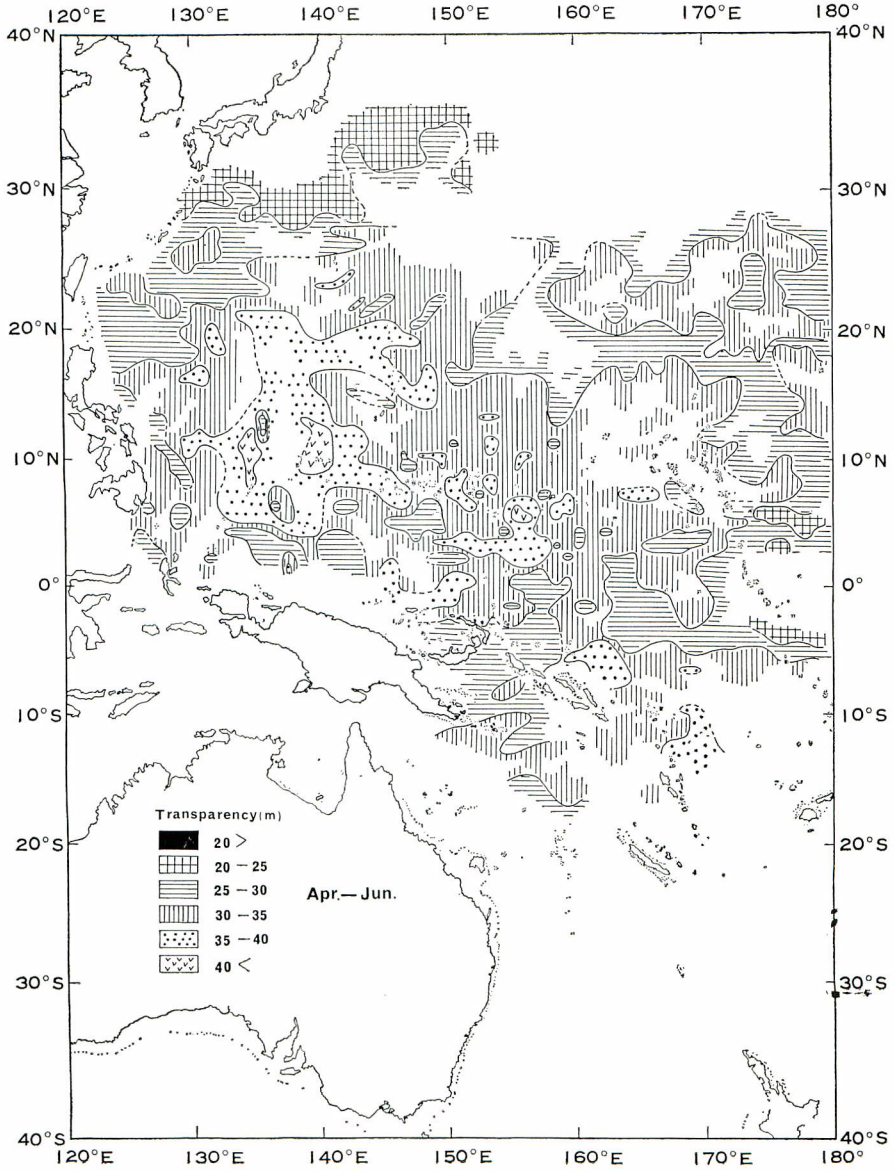 120°E 130°E 140°E 150°E 160°E 170°E 180°
40°N 40°N
30°N 30°N
20°N 20°N
10°N 10°N
0° 0°
10°S 10°S
Transparency(m)
20 >
20 — 25
25 — 30
30 — 35
35 — 40
40 <
Apr.— Jun.
20°S 20°S
30°S 30°S
40°S 40°S
120°E 130°E 140°E 150°E 160°E 170°E 180°